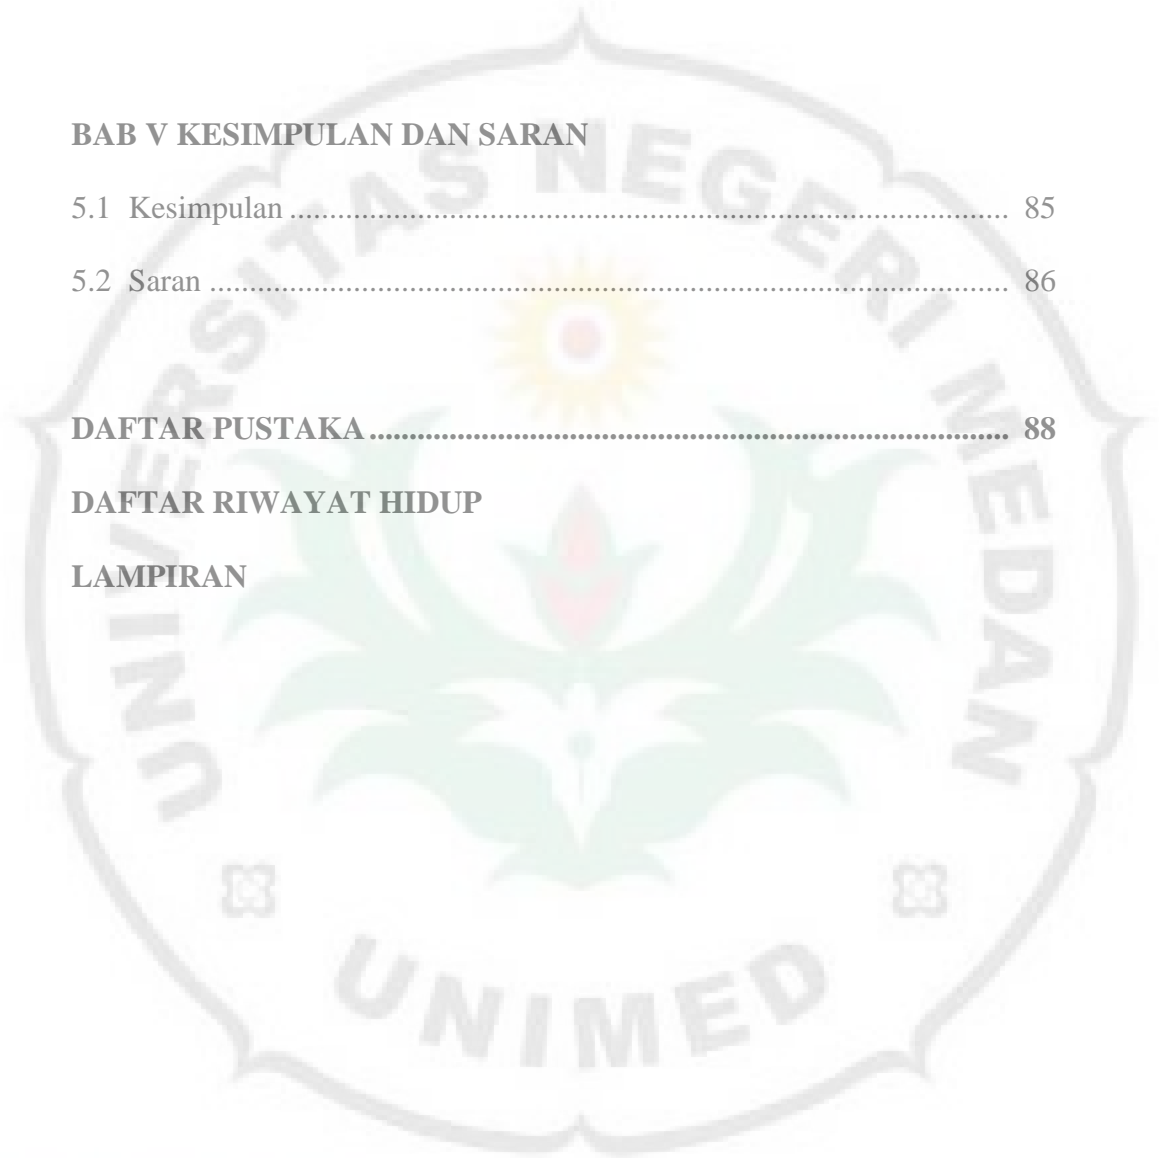 BAB V KESIMPULAN DAN SARAN
5.1 Kesimpulan ........................................................................... 85
5.2 Saran ................................................................................... 86
DAFTAR PUSTAKA ................................................................... 88
DAFTAR RIWAYAT HIDUP
LAMPIRAN
UNIVERSITAS NEGERI MEDAN
UNIMED